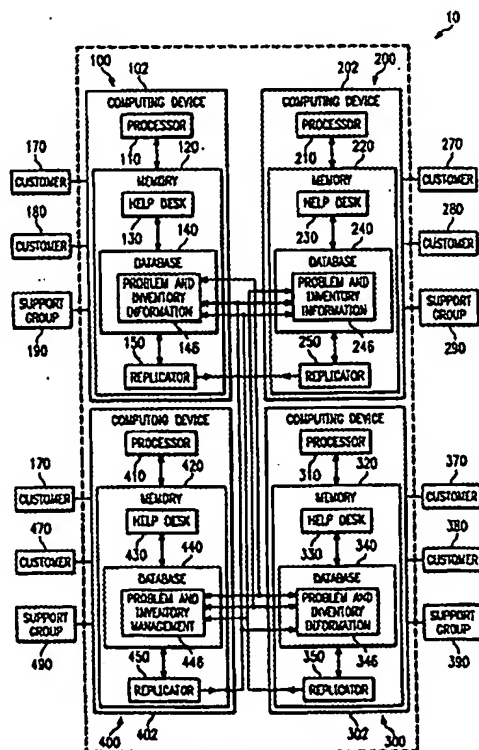 10
100
102
COMPUTING DEVICE
PROCESSOR
110
120
MEMORY
HELP DESK
130
140
DATABASE
PROBLEM AND
INVENTORY
INFORMATION
150
146
REPLICATOR
170
CUSTOMER
180
CUSTOMER
SUPPORT
GROUP
190
202
200
COMPUTING DEVICE
PROCESSOR
210
220
MEMORY
HELP DESK
230
240
DATABASE
PROBLEM AND
INVENTORY
INFORMATION
250
246
REPLICATOR
270
CUSTOMER
280
CUSTOMER
SUPPORT
GROUP
290
COMPUTING DEVICE
PROCESSOR
410
420
MEMORY
HELP DESK
430
440
DATABASE
PROBLEM AND
INVENTORY
MANAGEMENT
450
446
REPLICATOR
400
402
170
CUSTOMER
470
CUSTOMER
SUPPORT
GROUP
490
COMPUTING DEVICE
PROCESSOR
310
320
MEMORY
HELP DESK
330
340
DATABASE
PROBLEM AND
INVENTORY
INFORMATION
350
346
REPLICATOR
302
300
370
CUSTOMER
380
CUSTOMER
SUPPORT
GROUP
390